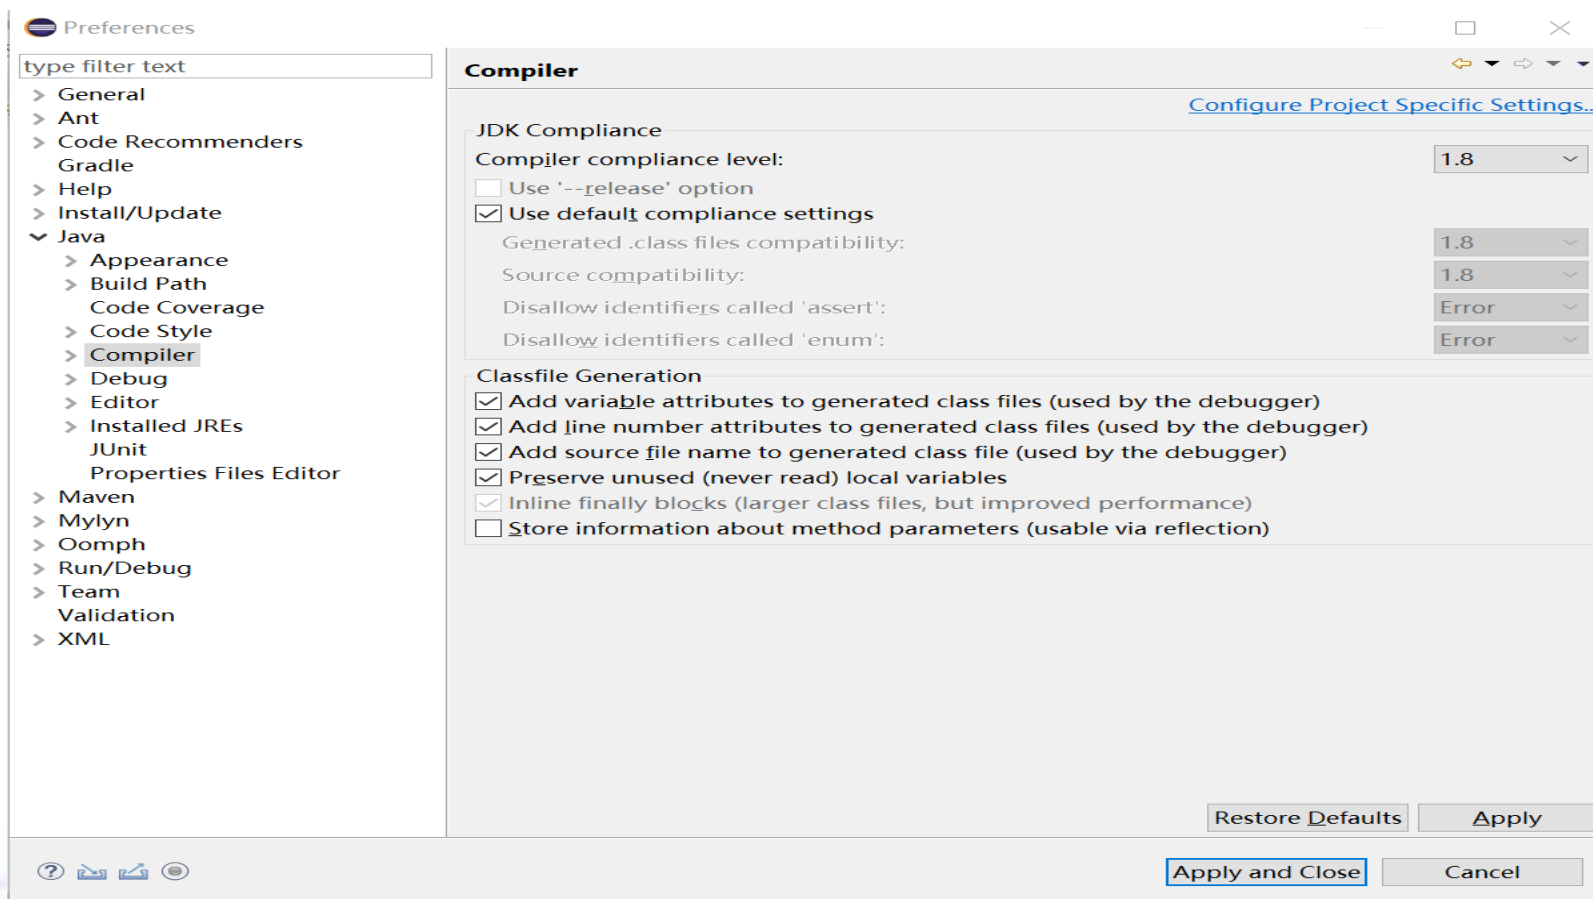 Preferences
type filter text
General
Ant
Code Recommenders
Gradle
Help
Install/Update
Java
Appearance
Build Path
Code Coverage
Code Style
Compiler
Debug
Editor
Installed JREs
JUnit
Properties Files Editor
Maven
Mylyn
Oomph
Run/Debug
Team
Validation
XML
Compiler
Configure Project Specific Settings..
JDK Compliance
Compiler compliance level: 1.8
Use '--release' option
Use default compliance settings
Generated .class files compatibility: 1.8
Source compatibility: 1.8
Disallow identifiers called 'assert': Error
Disallow identifiers called 'enum': Error
Classfile Generation
Add variable attributes to generated class files (used by the debugger)
Add line number attributes to generated class files (used by the debugger)
Add source file name to generated class file (used by the debugger)
Preserve unused (never read) local variables
Inline finally blocks (larger class files, but improved performance)
Store information about method parameters (usable via reflection)
Restore Defaults Apply
Apply and Close Cancel